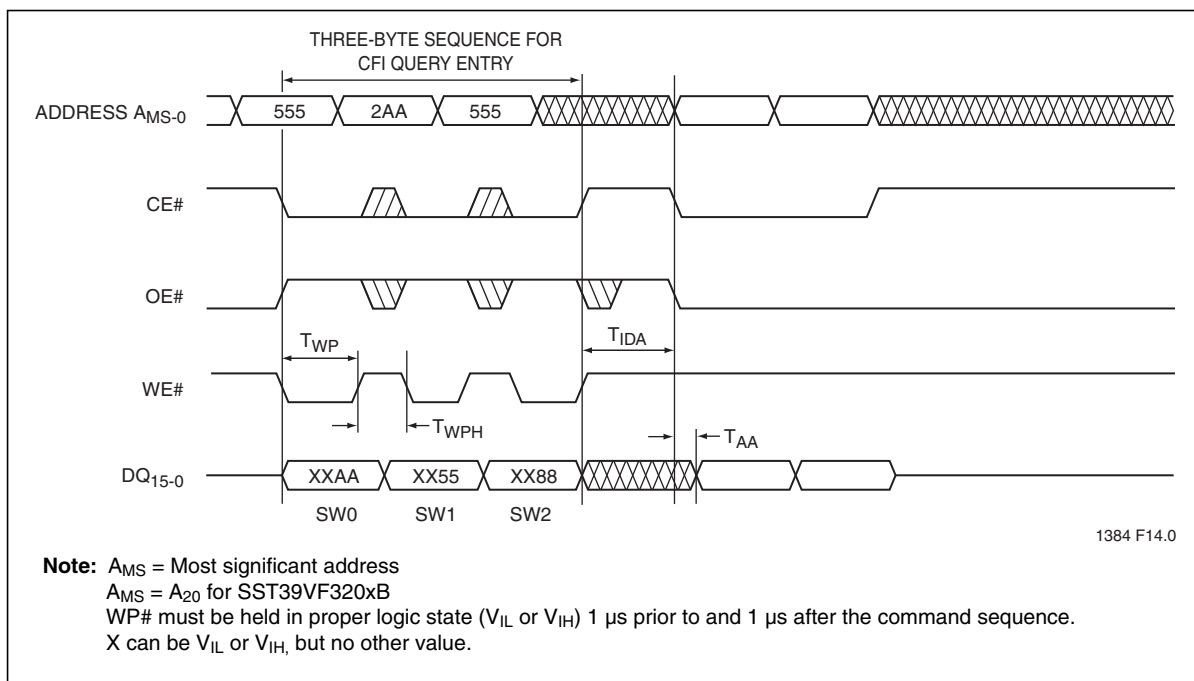 THREE-BYTE SEQUENCE FOR
CFI QUERY ENTRY
ADDRESS AMS-0
555 2AA 555
CE#
OE#
TWP TIDA
WE#
TWPH TAA
DQ15-0
XXAA XX55 XX88
SW0 SW1 SW2
1384 F14.0
Note: AMS = Most significant address
AMS = A20 for SST39VF320xB
WP# must be held in proper logic state (VIL or VIH) 1 µs prior to and 1 µs after the command sequence.
X can be VIL or VIH, but no other value.